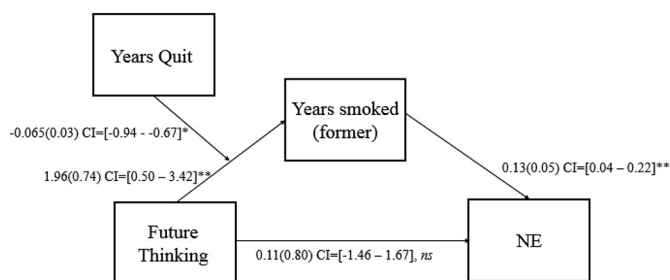 Years Quit
Years smoked
(former)
-0.065(0.03) CI=[-0.94 - -0.67]*
1.96(0.74) CI=[0.50 – 3.42]**
0.13(0.05) CI=[0.04 – 0.22]**
Future
Thinking
NE
0.11(0.80) CI=[-1.46 – 1.67], ns